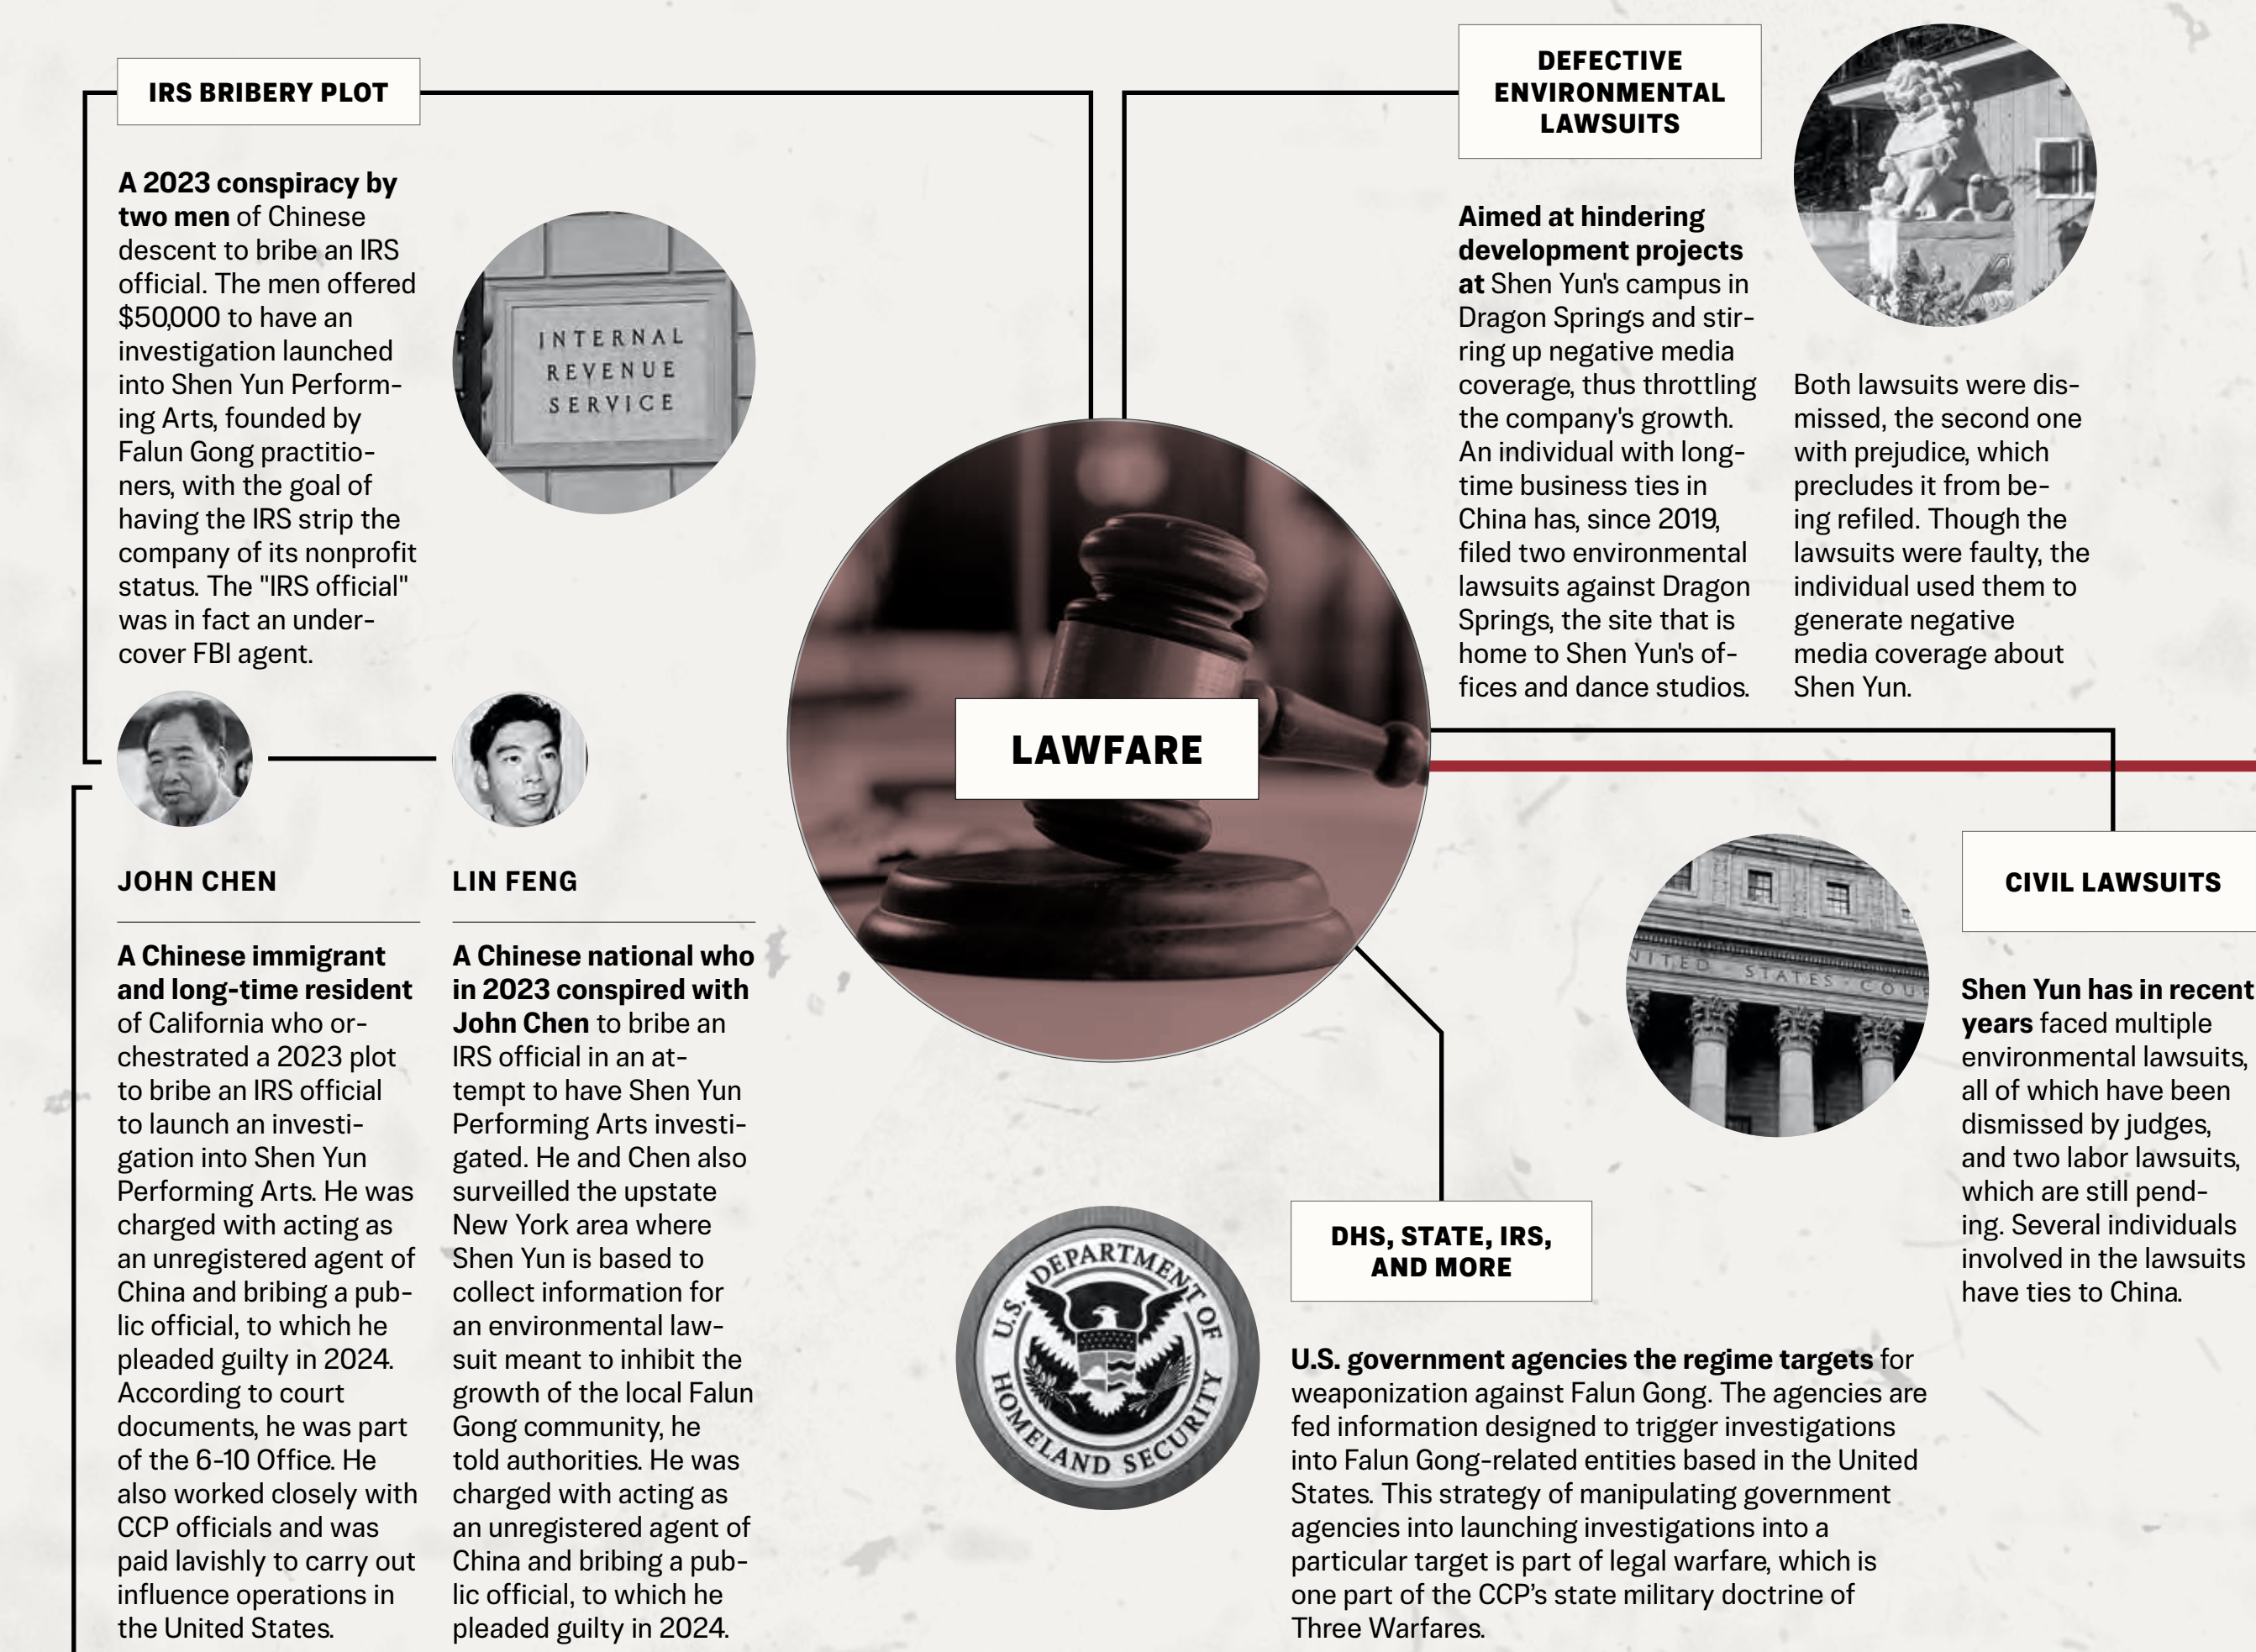 IRS BRIBERY PLOT
A 2023 conspiracy by
two men of Chinese
descent to bribe an IRS
official. The men offered
$50,000 to have an
investigation launched
into Shen Yun Perform-
ing Arts, founded by
Falun Gong practitio-
ners, with the goal of
having the IRS strip the
company of its nonprofit
status. The "IRS official"
was in fact an under-
cover FBI agent.
INTERNAL
REVENUE
SERVICE
JOHN CHEN
A Chinese immigrant
and long-time resident
of California who or-
chestrated a 2023 plot
to bribe an IRS official
to launch an investi-
gation into Shen Yun
Performing Arts. He was
charged with acting as
an unregistered agent of
China and bribing a pub-
lic official, to which he
pleaded guilty in 2024.
According to court
documents, he was part
of the 6-10 Office. He
also worked closely with
CCP officials and was
paid lavishly to carry out
influence operations in
the United States.
LIN FENG
A Chinese national who
in 2023 conspired with
John Chen to bribe an
IRS official in an at-
tempt to have Shen Yun
Performing Arts investi-
gated. He and Chen also
surveilled the upstate
New York area where
Shen Yun is based to
collect information for
an environmental law-
suit meant to inhibit the
growth of the local Falun
Gong community, he
told authorities. He was
charged with acting as
an unregistered agent of
China and bribing a pub-
lic official, to which he
pleaded guilty in 2024.
LAWFARE
DEFECTIVE
ENVIRONMENTAL
LAWSUITS
Aimed at hindering
development projects
at Shen Yun's campus in
Dragon Springs and stir-
ring up negative media
coverage, thus throttling
the company's growth.
An individual with long-
time business ties in
China has, since 2019,
filed two environmental
lawsuits against Dragon
Springs, the site that is
home to Shen Yun's of-
fices and dance studios.
Both lawsuits were dis-
missed, the second one
with prejudice, which
precludes it from be-
ing refiled. Though the
lawsuits were faulty, the
individual used them to
generate negative
media coverage about
Shen Yun.
CIVIL LAWSUITS
NITED STATES COUR
Shen Yun has in recent
years faced multiple
environmental lawsuits,
all of which have been
dismissed by judges,
and two labor lawsuits,
which are still pend-
ing. Several individuals
involved in the lawsuits
have ties to China.
DHS, STATE, IRS,
AND MORE
U.S. DEPARTMENT OF
HOMELAND SECURITY
U.S. government agencies the regime targets for
weaponization against Falun Gong. The agencies are
fed information designed to trigger investigations
into Falun Gong-related entities based in the United
States. This strategy of manipulating government
agencies into launching investigations into a
particular target is part of legal warfare, which is
one part of the CCP’s state military doctrine of
Three Warfares.